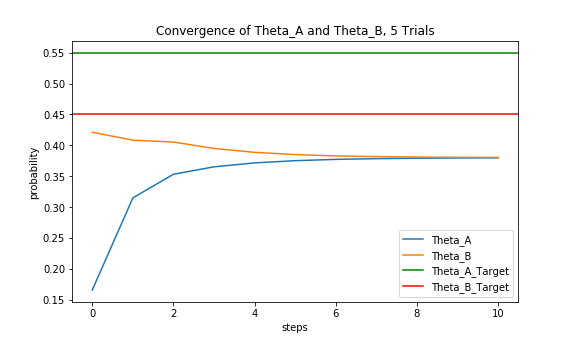 Convergence of Theta_A and Theta_B, 5 Trials
probability
0.55
0.50
0.45
0.40
0.35
0.30
0.25
0.20
0.15
Theta_A
Theta_B
Theta_A_Target
Theta_B_Target
0 2 4 6 8 10
steps